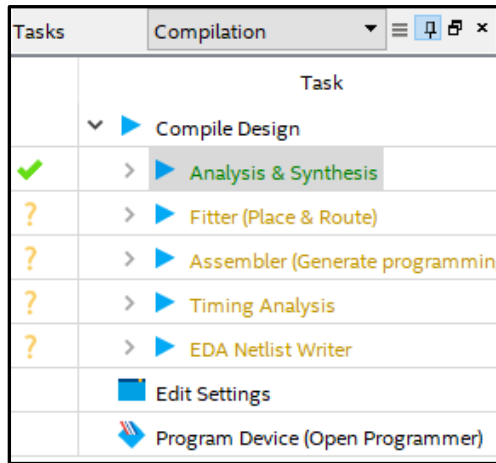 Tasks Compilation
Task
Compile Design
Analysis & Synthesis
Fitter (Place & Route)
Assembler (Generate programmin
Timing Analysis
EDA Netlist Writer
Edit Settings
Program Device (Open Programmer)